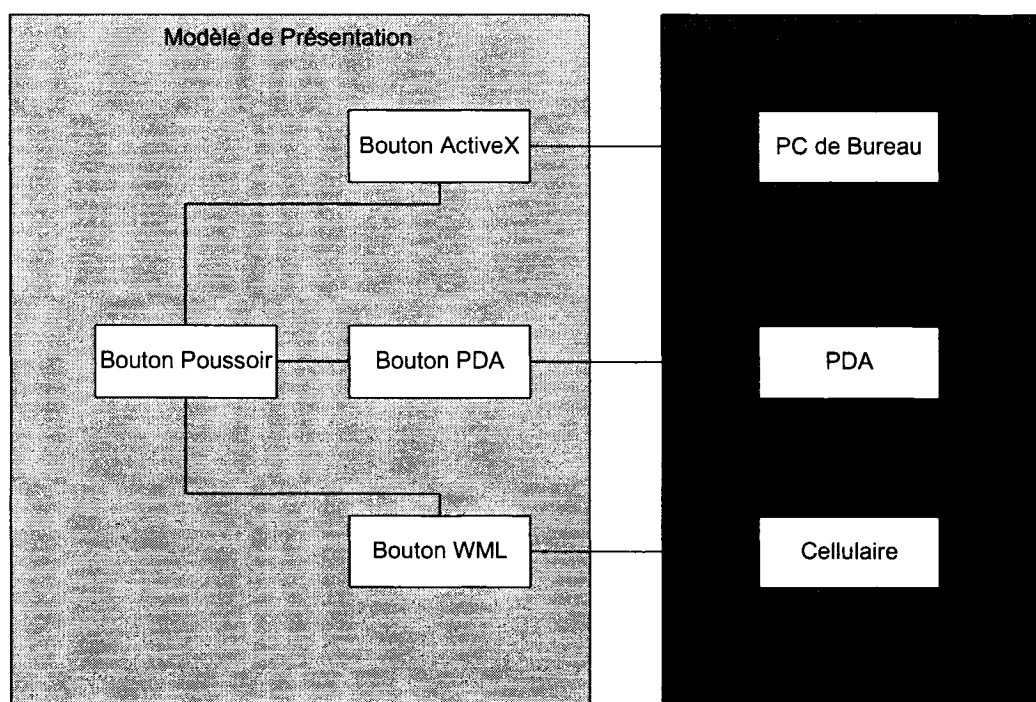 Modèle de Présentation
Bouton ActiveX
PC de Bureau
Bouton Poussoir
Bouton PDA
PDA
Bouton WML
Cellulaire